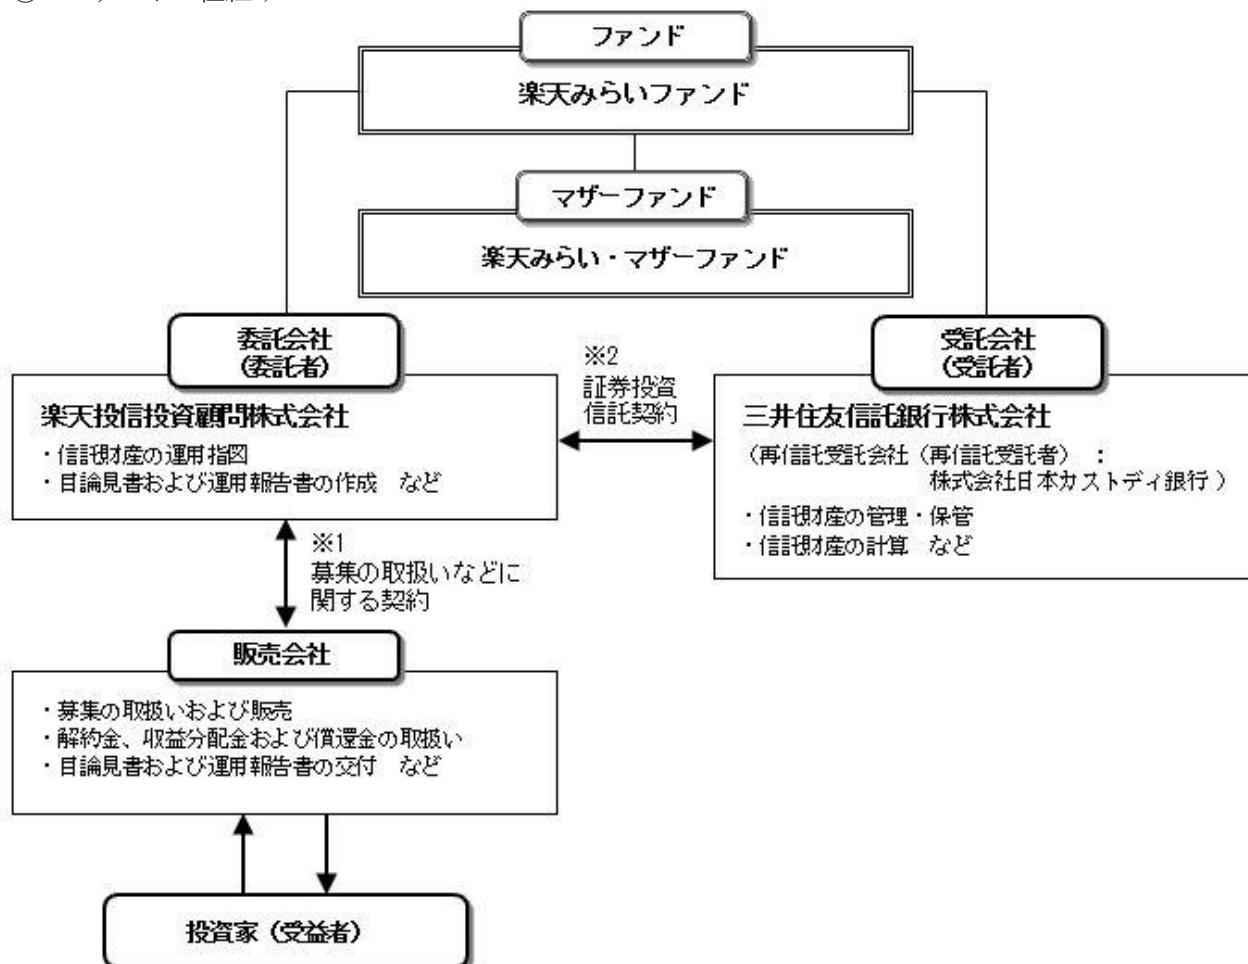 ファンド
楽天みらいファンド
マザーファンド
楽天みらい・マザーファンド
委託会社
(委託者)
楽天投信投資顧問株式会社
・信託財産の運用指図
・目論見書および運用報告書の作成 など
※2
証券投資
信託契約
受託会社
(受託者)
三井住友信託銀行株式会社
（再信託受託会社（再信託受託者） ：
株式会社日本カストディ銀行 ）
・信託財産の管理・保管
・信託財産の計算 など
※1
募集の取扱いなどに
関する契約
販売会社
・募集の取扱いおよび販売
・解約金、収益分配金および償還金の取扱い
・目論見書および運用報告書の交付 など
投資家（受益者）